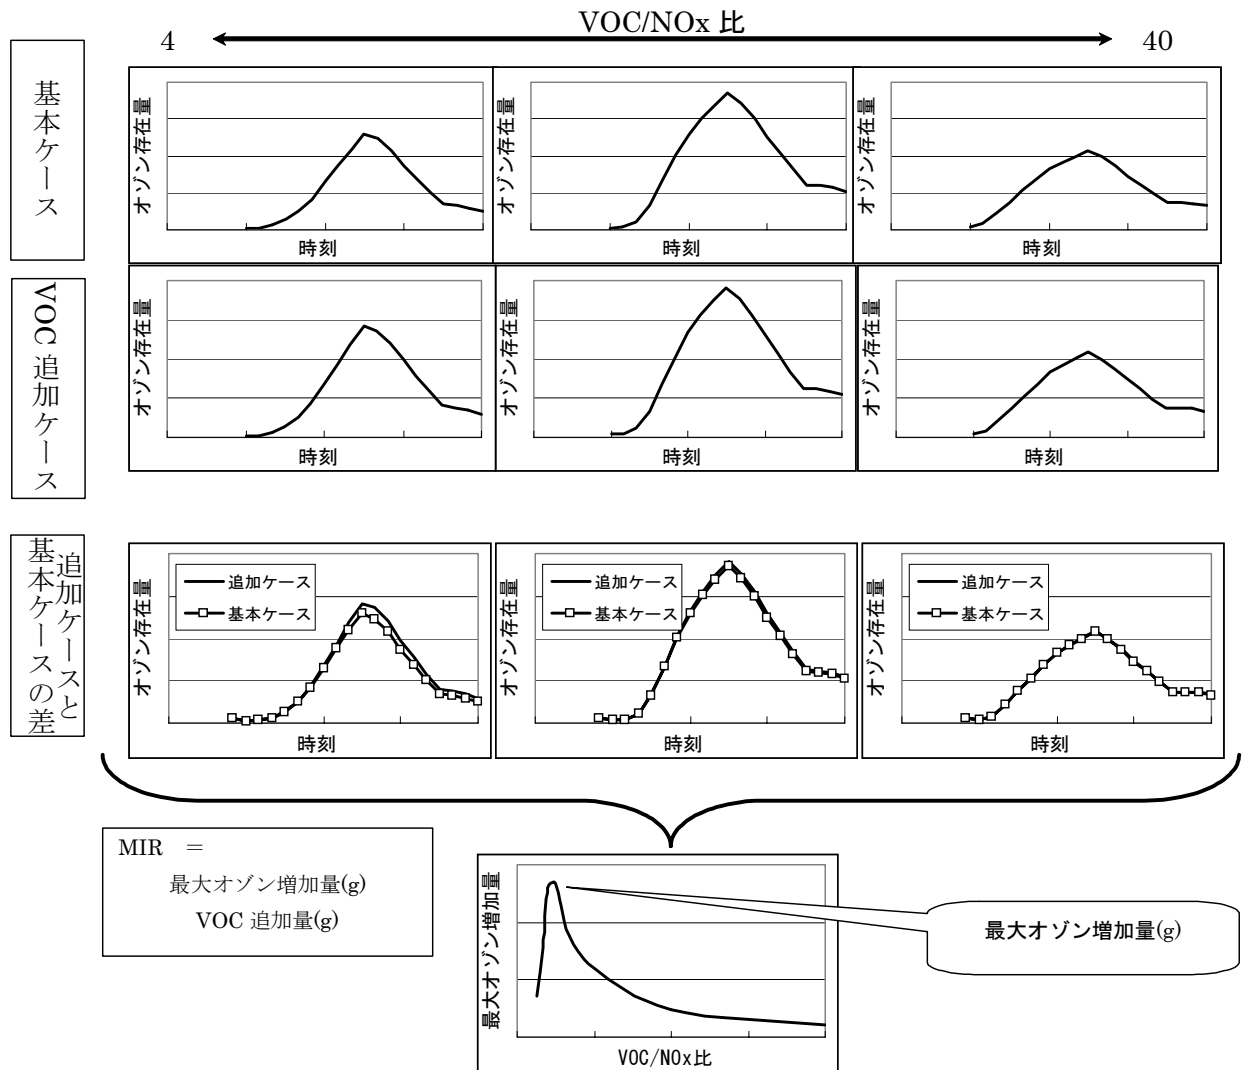 VOC/NOx 比
4
40
基本ケース
オゾン存在量
時刻
オゾン存在量
時刻
オゾン存在量
時刻
VOC 追加ケース
オゾン存在量
時刻
オゾン存在量
時刻
オゾン存在量
時刻
追加ケースと
基本ケースの差
オゾン存在量
追加ケース
基本ケース
時刻
オゾン存在量
追加ケース
基本ケース
時刻
オゾン存在量
追加ケース
基本ケース
時刻
MIR =
最大オゾン増加量(g)
VOC 追加量(g)
最大オゾン増加量
VOC/NOx比
最大オゾン増加量(g)